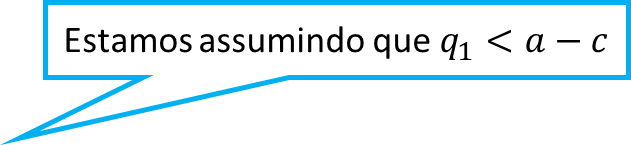 Estamos assumindo que q₁ < a − c